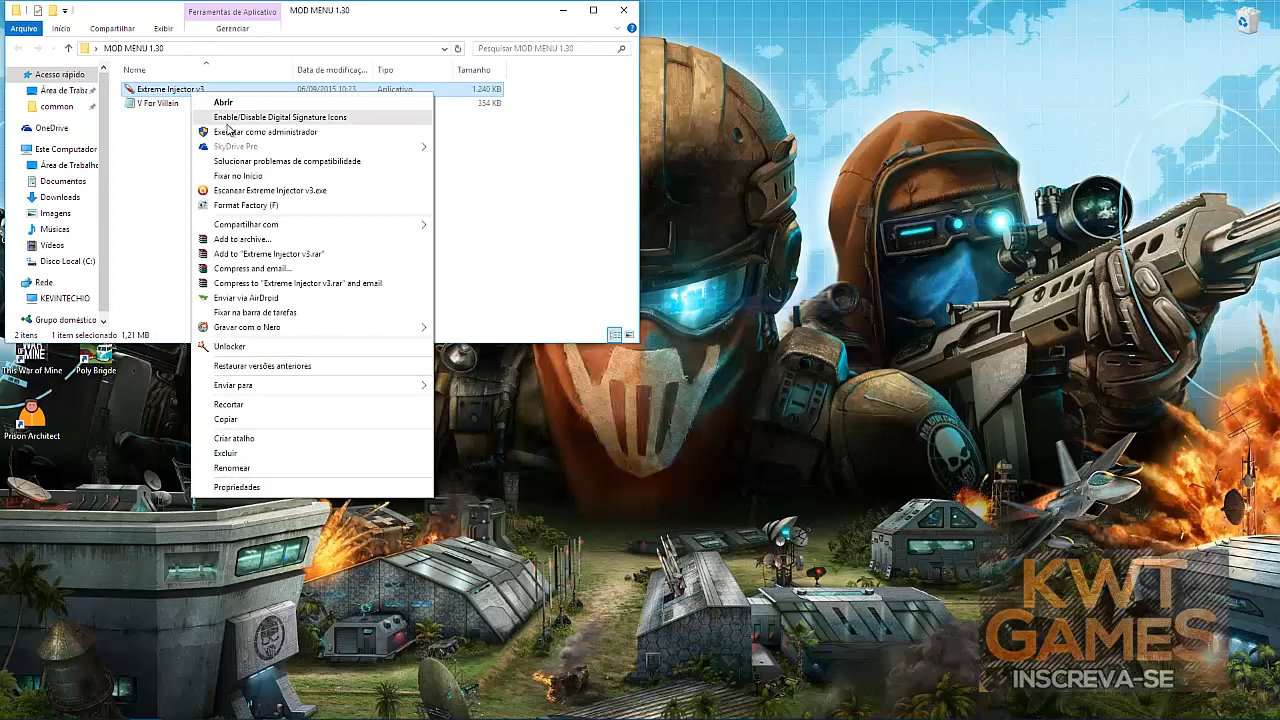 Ferramentas de Aplicativo
MOD MENU 1.30
Arquivo
Início
Compartilhar
Exibir
Gerenciar
MOD MENU 1.30
Pesquisar MOD MENU 1.30
Nome
Data de modificaç...
Tipo
Tamanho
Extreme Injector v3
06/09/2015 10:23
Aplicativo
1.240 KB
V For Villain
354 KB
Acesso rápido
Área de Traba
common
OneDrive
Este Computador
Área de Trabalho
Documentos
Downloads
Imagens
Músicas
Vídeos
Disco Local (C:)
Rede
KEVINTECHIO
Grupo doméstico
2 itens
1 item selecionado
1,21 MB
Abrir
Enable/Disable Digital Signature Icons
Executar como administrador
SkyDrive Pro
Solucionar problemas de compatibilidade
Fixar no Início
Escanear Extreme Injector v3.exe
Format Factory (F)
Compartilhar com
Add to archive...
Add to "Extreme Injector v3.rar"
Compress and email...
Compress to "Extreme Injector v3.rar" and email
Enviar via AirDroid
Fixar na barra de tarefas
Gravar com o Nero
Unlocker
Restaurar versões anteriores
Enviar para
Recortar
Copiar
Criar atalho
Excluir
Renomear
Propriedades
This War of Mine
Poly Brigde
Prison Architect
KWT
GAMES
INSCREVA-SE